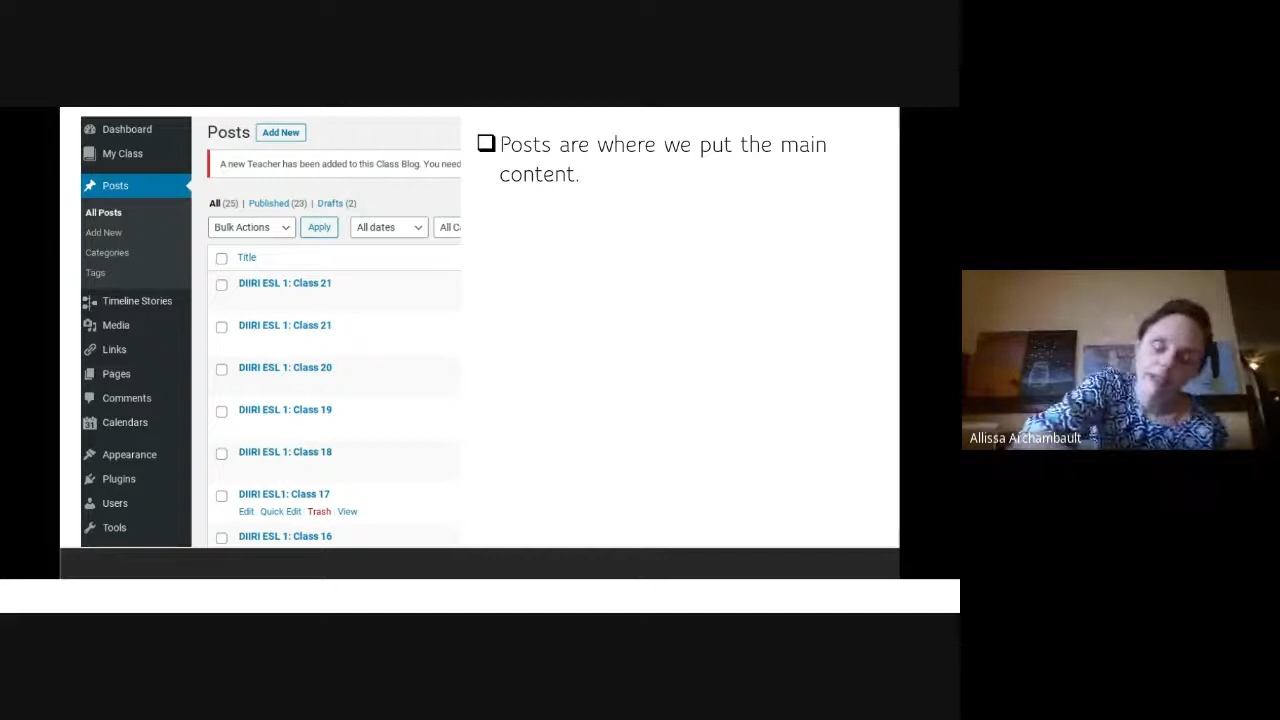 Dashboard
My Class
Posts
All Posts
Add New
Categories
Tags
Timeline Stories
Media
Links
Pages
Comments
31 Calendars
Appearance
Plugins
Users
Tools
Posts Add New
A new Teacher has been added to this Class Blog. You need
All (25) | Published (23) | Drafts (2)
Bulk Actions Apply All dates All
Title
DIIRI ESL 1: Class 21
DIIRI ESL 1: Class 21
DIIRI ESL 1: Class 20
DIIRI ESL 1: Class 19
DIIRI ESL 1: Class 18
DIIRI ESL1: Class 17
Edit Quick Edit Trash View
DIIRI ESL 1: Class 16
Posts are where we put the main
content.
Allissa Archambault